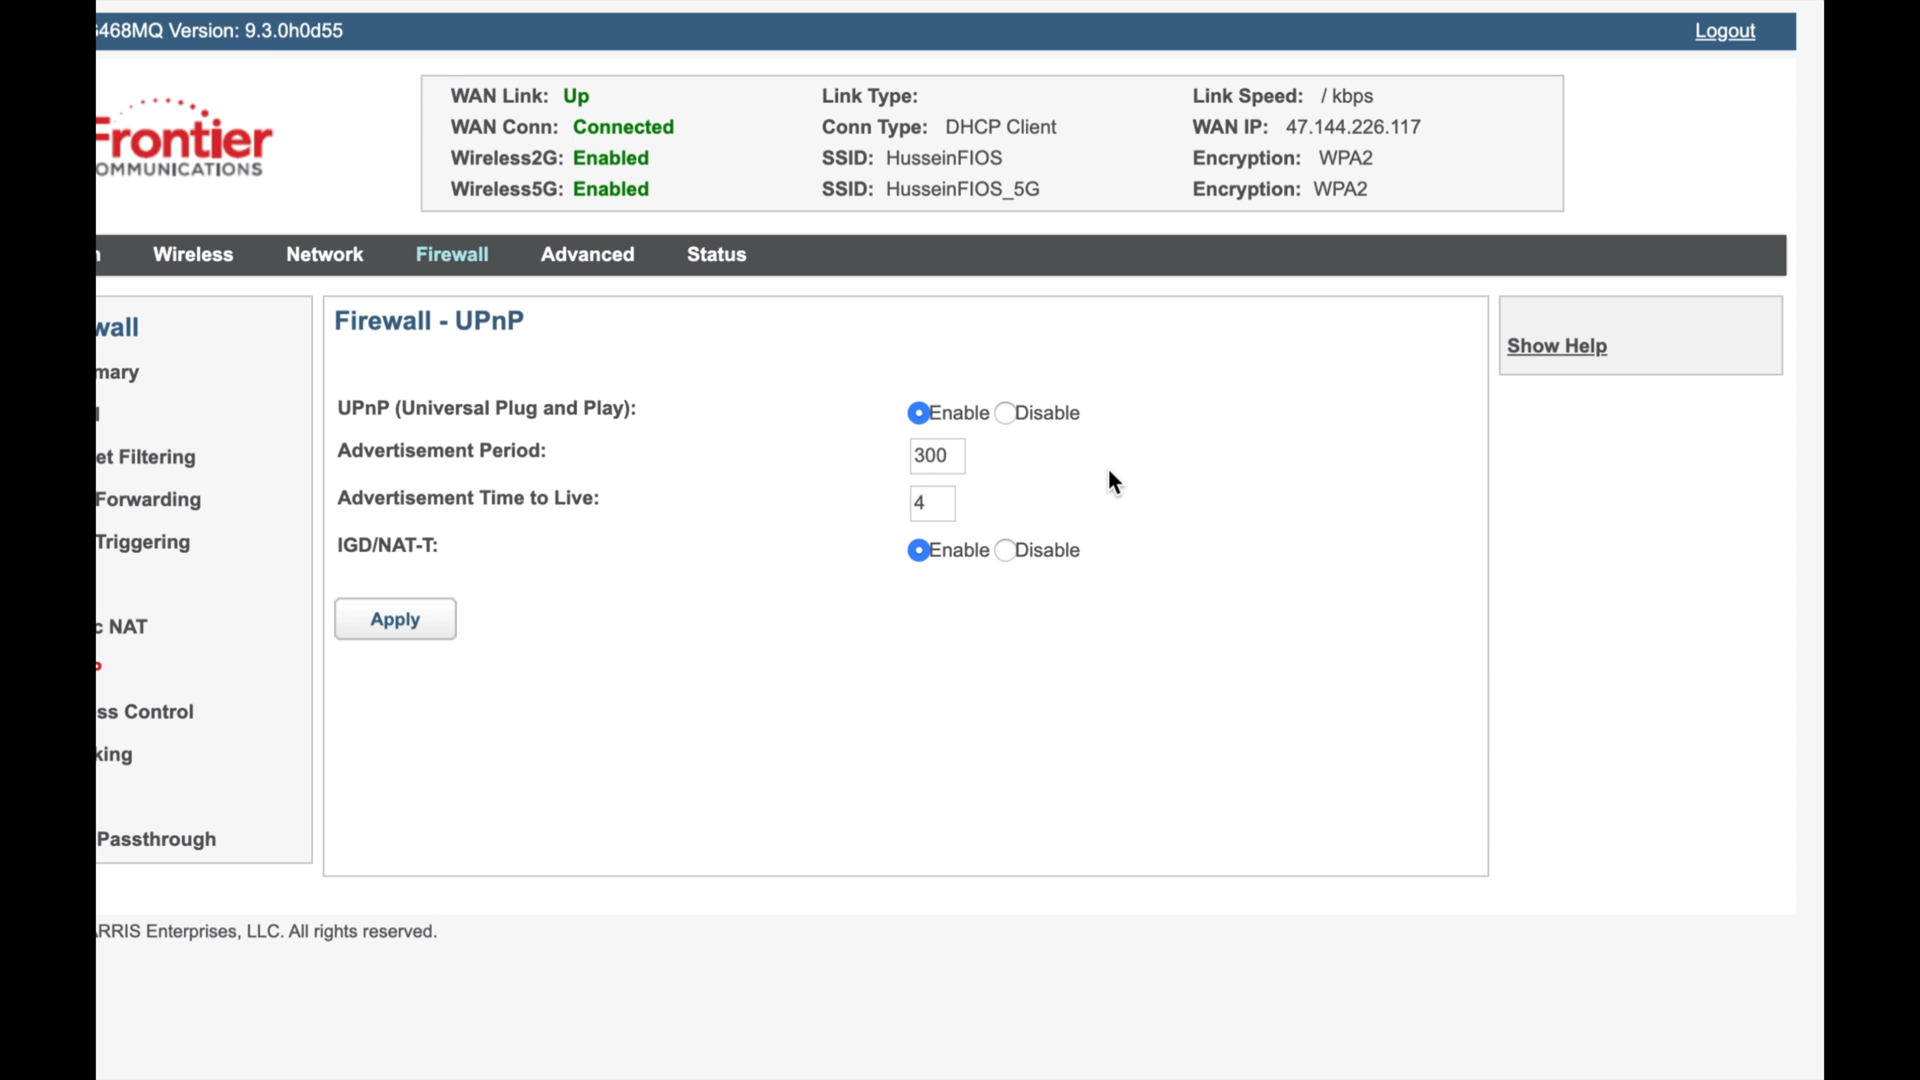 6468MQ Version: 9.3.0h0d55
Logout
Frontier
OMMUNICATIONS
WAN Link: Up
Link Type:
Link Speed: / kbps
WAN Conn: Connected
Conn Type: DHCP Client
WAN IP: 47.144.226.117
Wireless2G: Enabled
SSID: HusseinFIOS
Encryption: WPA2
Wireless5G: Enabled
SSID: HusseinFIOS_5G
Encryption: WPA2
n Wireless Network Firewall Advanced Status
wall
mary
l
et Filtering
Forwarding
Triggering
c NAT
P
ss Control
king
Passthrough
Firewall - UPnP
UPnP (Universal Plug and Play): Enable Disable
Advertisement Period: 300
Advertisement Time to Live: 4
IGD/NAT-T: Enable Disable
Apply
Show Help
ARRIS Enterprises, LLC. All rights reserved.